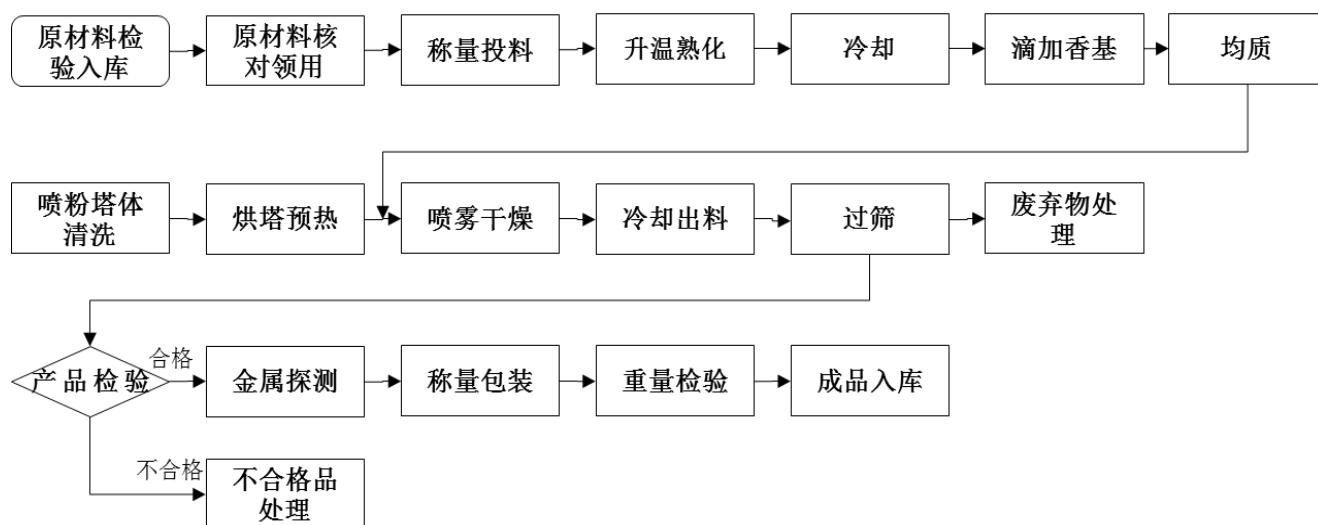 原材料检
验入库
原材料核
对领用
称量投料
升温熟化
冷却
滴加香基
均质
喷粉塔体
清洗
烘塔预热
喷雾干燥
冷却出料
过筛
废弃物处
理
产品检验
合格
金属探测
称量包装
重量检验
成品入库
不合格
不合格品
处理